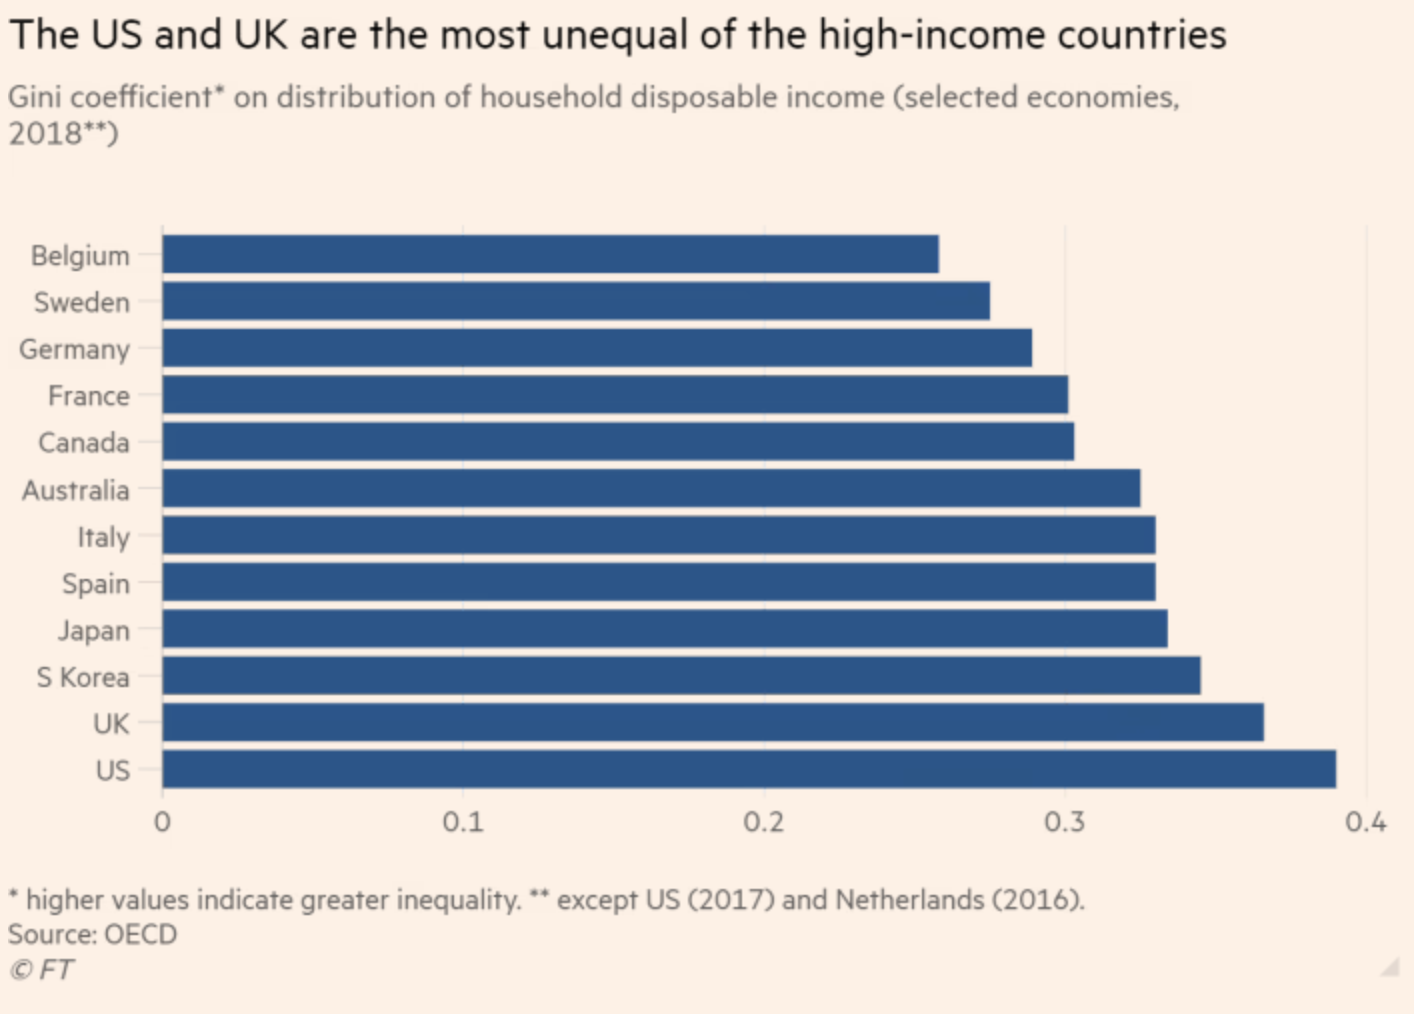 The US and UK are the most unequal of the high-income countries
Gini coefficient* on distribution of household disposable income (selected economies,
2018**)
Belgium
Sweden
Germany
France
Canada
Australia
Italy
Spain
Japan
S Korea
UK
US
0 0.1 0.2 0.3 0.4
* higher values indicate greater inequality. ** except US (2017) and Netherlands (2016).
Source: OECD
© FT